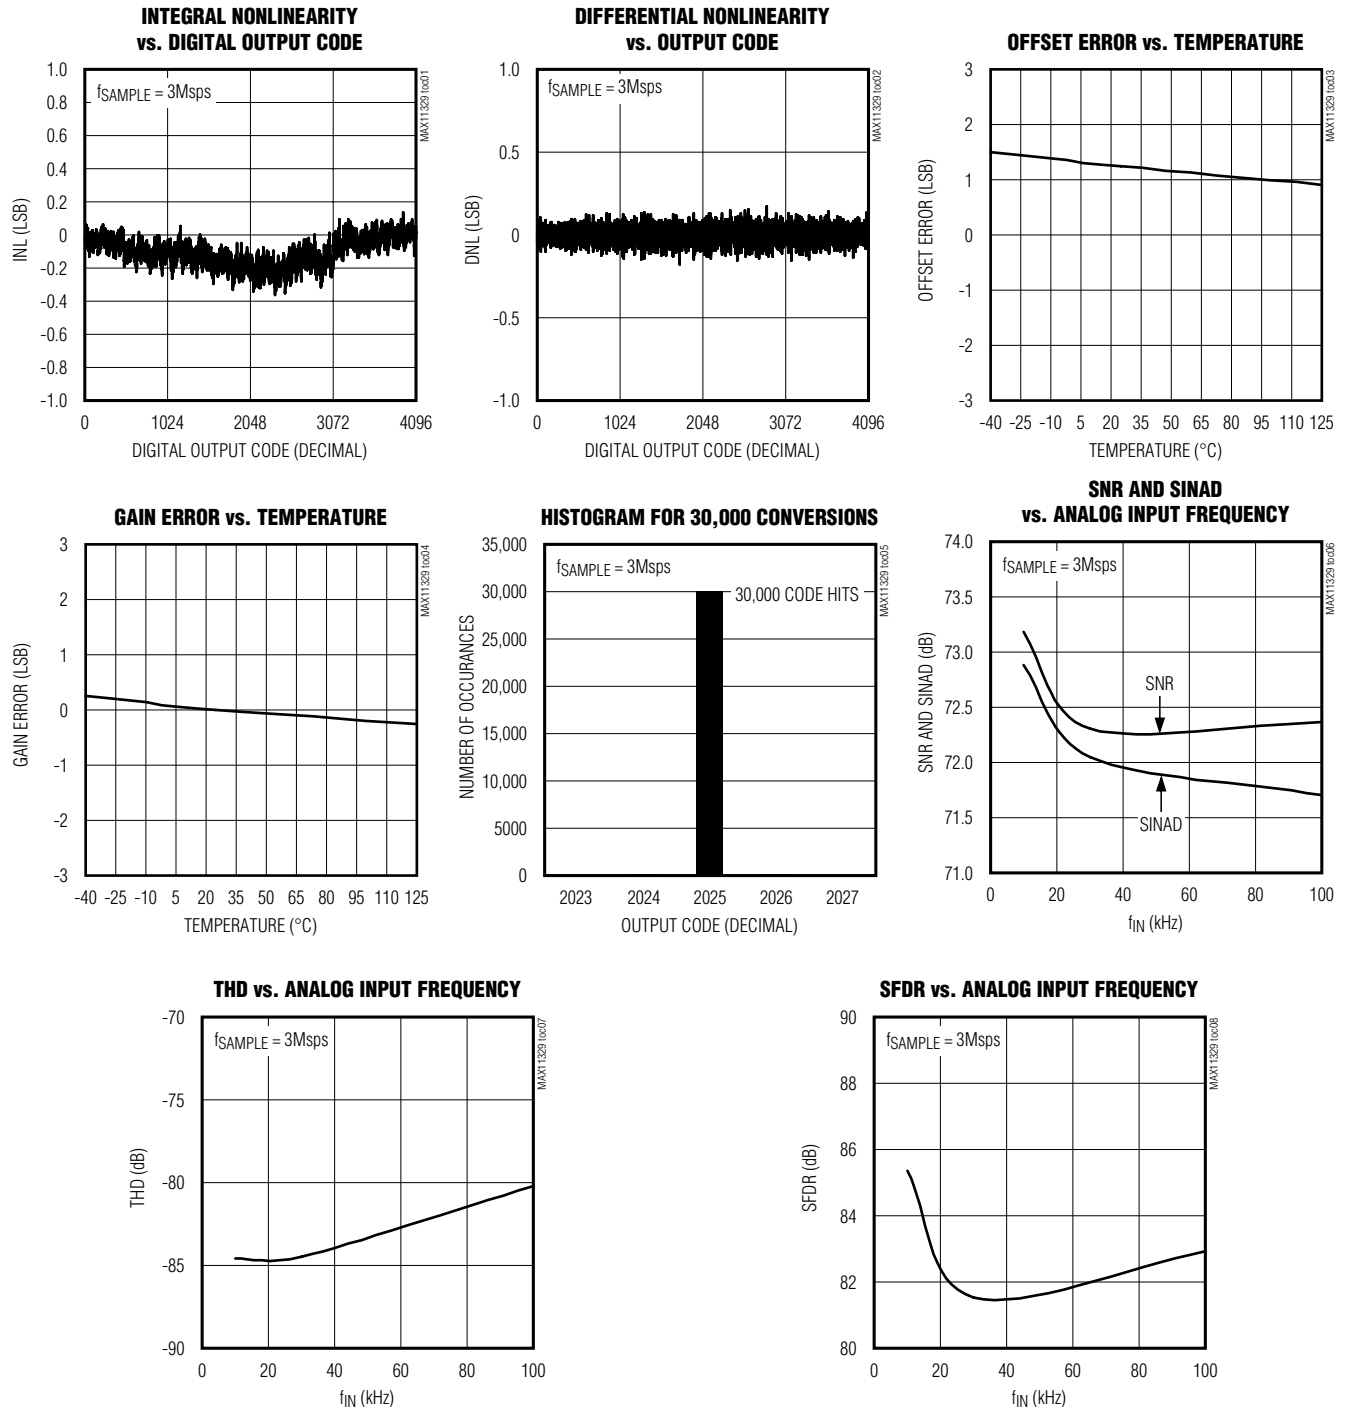 INTEGRAL NONLINEARITY
vs. DIGITAL OUTPUT CODE
fSAMPLE = 3Msps
MAX11329 toc01
INL (LSB)
1.0
0.8
0.6
0.4
0.2
0
-0.2
-0.4
-0.6
-0.8
-1.0
0 1024 2048 3072 4096
DIGITAL OUTPUT CODE (DECIMAL)
DIFFERENTIAL NONLINEARITY
vs. OUTPUT CODE
fSAMPLE = 3Msps
MAX11329 toc02
DNL (LSB)
1.0
0.5
0
-0.5
-1.0
0 1024 2048 3072 4096
DIGITAL OUTPUT CODE (DECIMAL)
OFFSET ERROR vs. TEMPERATURE
MAX11329 toc03
OFFSET ERROR (LSB)
3
2
1
0
-1
-2
-3
-40 -25 -10 5 20 35 50 65 80 95 110 125
TEMPERATURE (°C)
GAIN ERROR vs. TEMPERATURE
MAX11329 toc04
GAIN ERROR (LSB)
3
2
1
0
-1
-2
-3
-40 -25 -10 5 20 35 50 65 80 95 110 125
TEMPERATURE (°C)
HISTOGRAM FOR 30,000 CONVERSIONS
fSAMPLE = 3Msps
30,000 CODE HITS
MAX11329 toc05
NUMBER OF OCCURANCES
35,000
30,000
25,000
20,000
15,000
10,000
5000
0
2023 2024 2025 2026 2027
OUTPUT CODE (DECIMAL)
SNR AND SINAD
vs. ANALOG INPUT FREQUENCY
fSAMPLE = 3Msps
SNR
SINAD
MAX11329 toc06
SNR AND SINAD (dB)
74.0
73.5
73.0
72.5
72.0
71.5
71.0
0 20 40 60 80 100
fIN (kHz)
THD vs. ANALOG INPUT FREQUENCY
fSAMPLE = 3Msps
MAX11329 toc07
THD (dB)
-70
-75
-80
-85
-90
0 20 40 60 80 100
fIN (kHz)
SFDR vs. ANALOG INPUT FREQUENCY
fSAMPLE = 3Msps
MAX11329 toc08
SFDR (dB)
90
88
86
84
82
80
0 20 40 60 80 100
fIN (kHz)